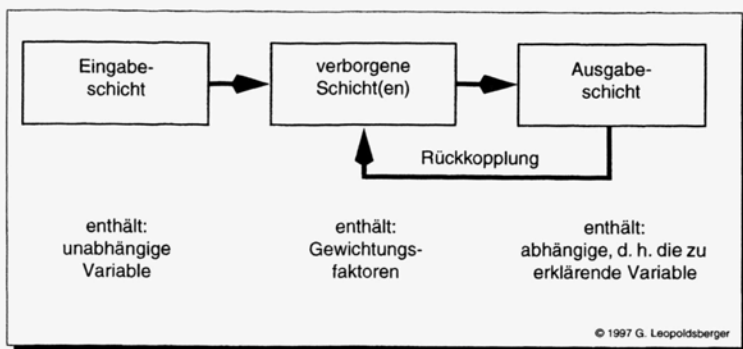 Eingabe-
schicht
verborgene
Schicht(en)
Ausgabe-
schicht
Rückkopplung
enthält:
unabhängige
Variable
enthält:
Gewichtungs-
faktoren
enthält:
abhängige, d. h. die zu
erklärende Variable
© 1997 G. Leopoldsberger